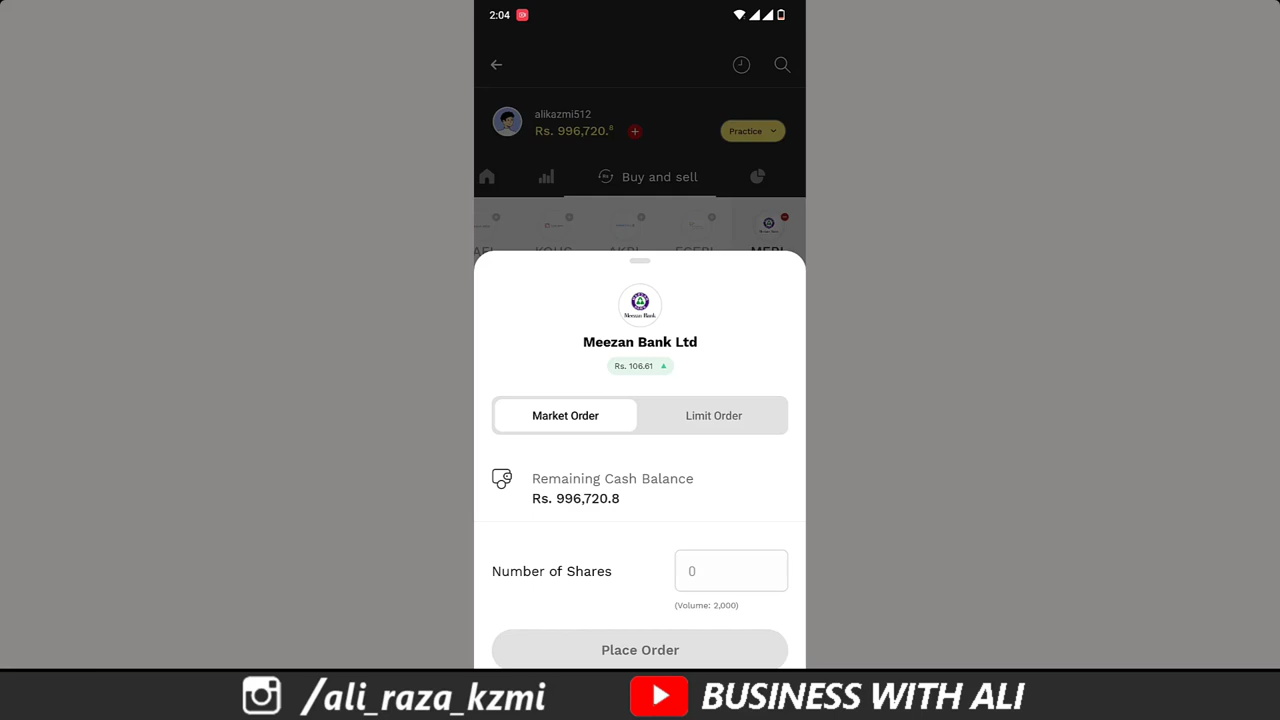 2:04
alikazmi512
Rs. 996,720.8
Practice
Buy and sell
Meezan Bank
Meezan Bank Ltd
Rs. 106.61
Market Order
Limit Order
Remaining Cash Balance
Rs. 996,720.8
Number of Shares
0
(Volume: 2,000)
Place Order
/ali_raza_kzmi
BUSINESS WITH ALI